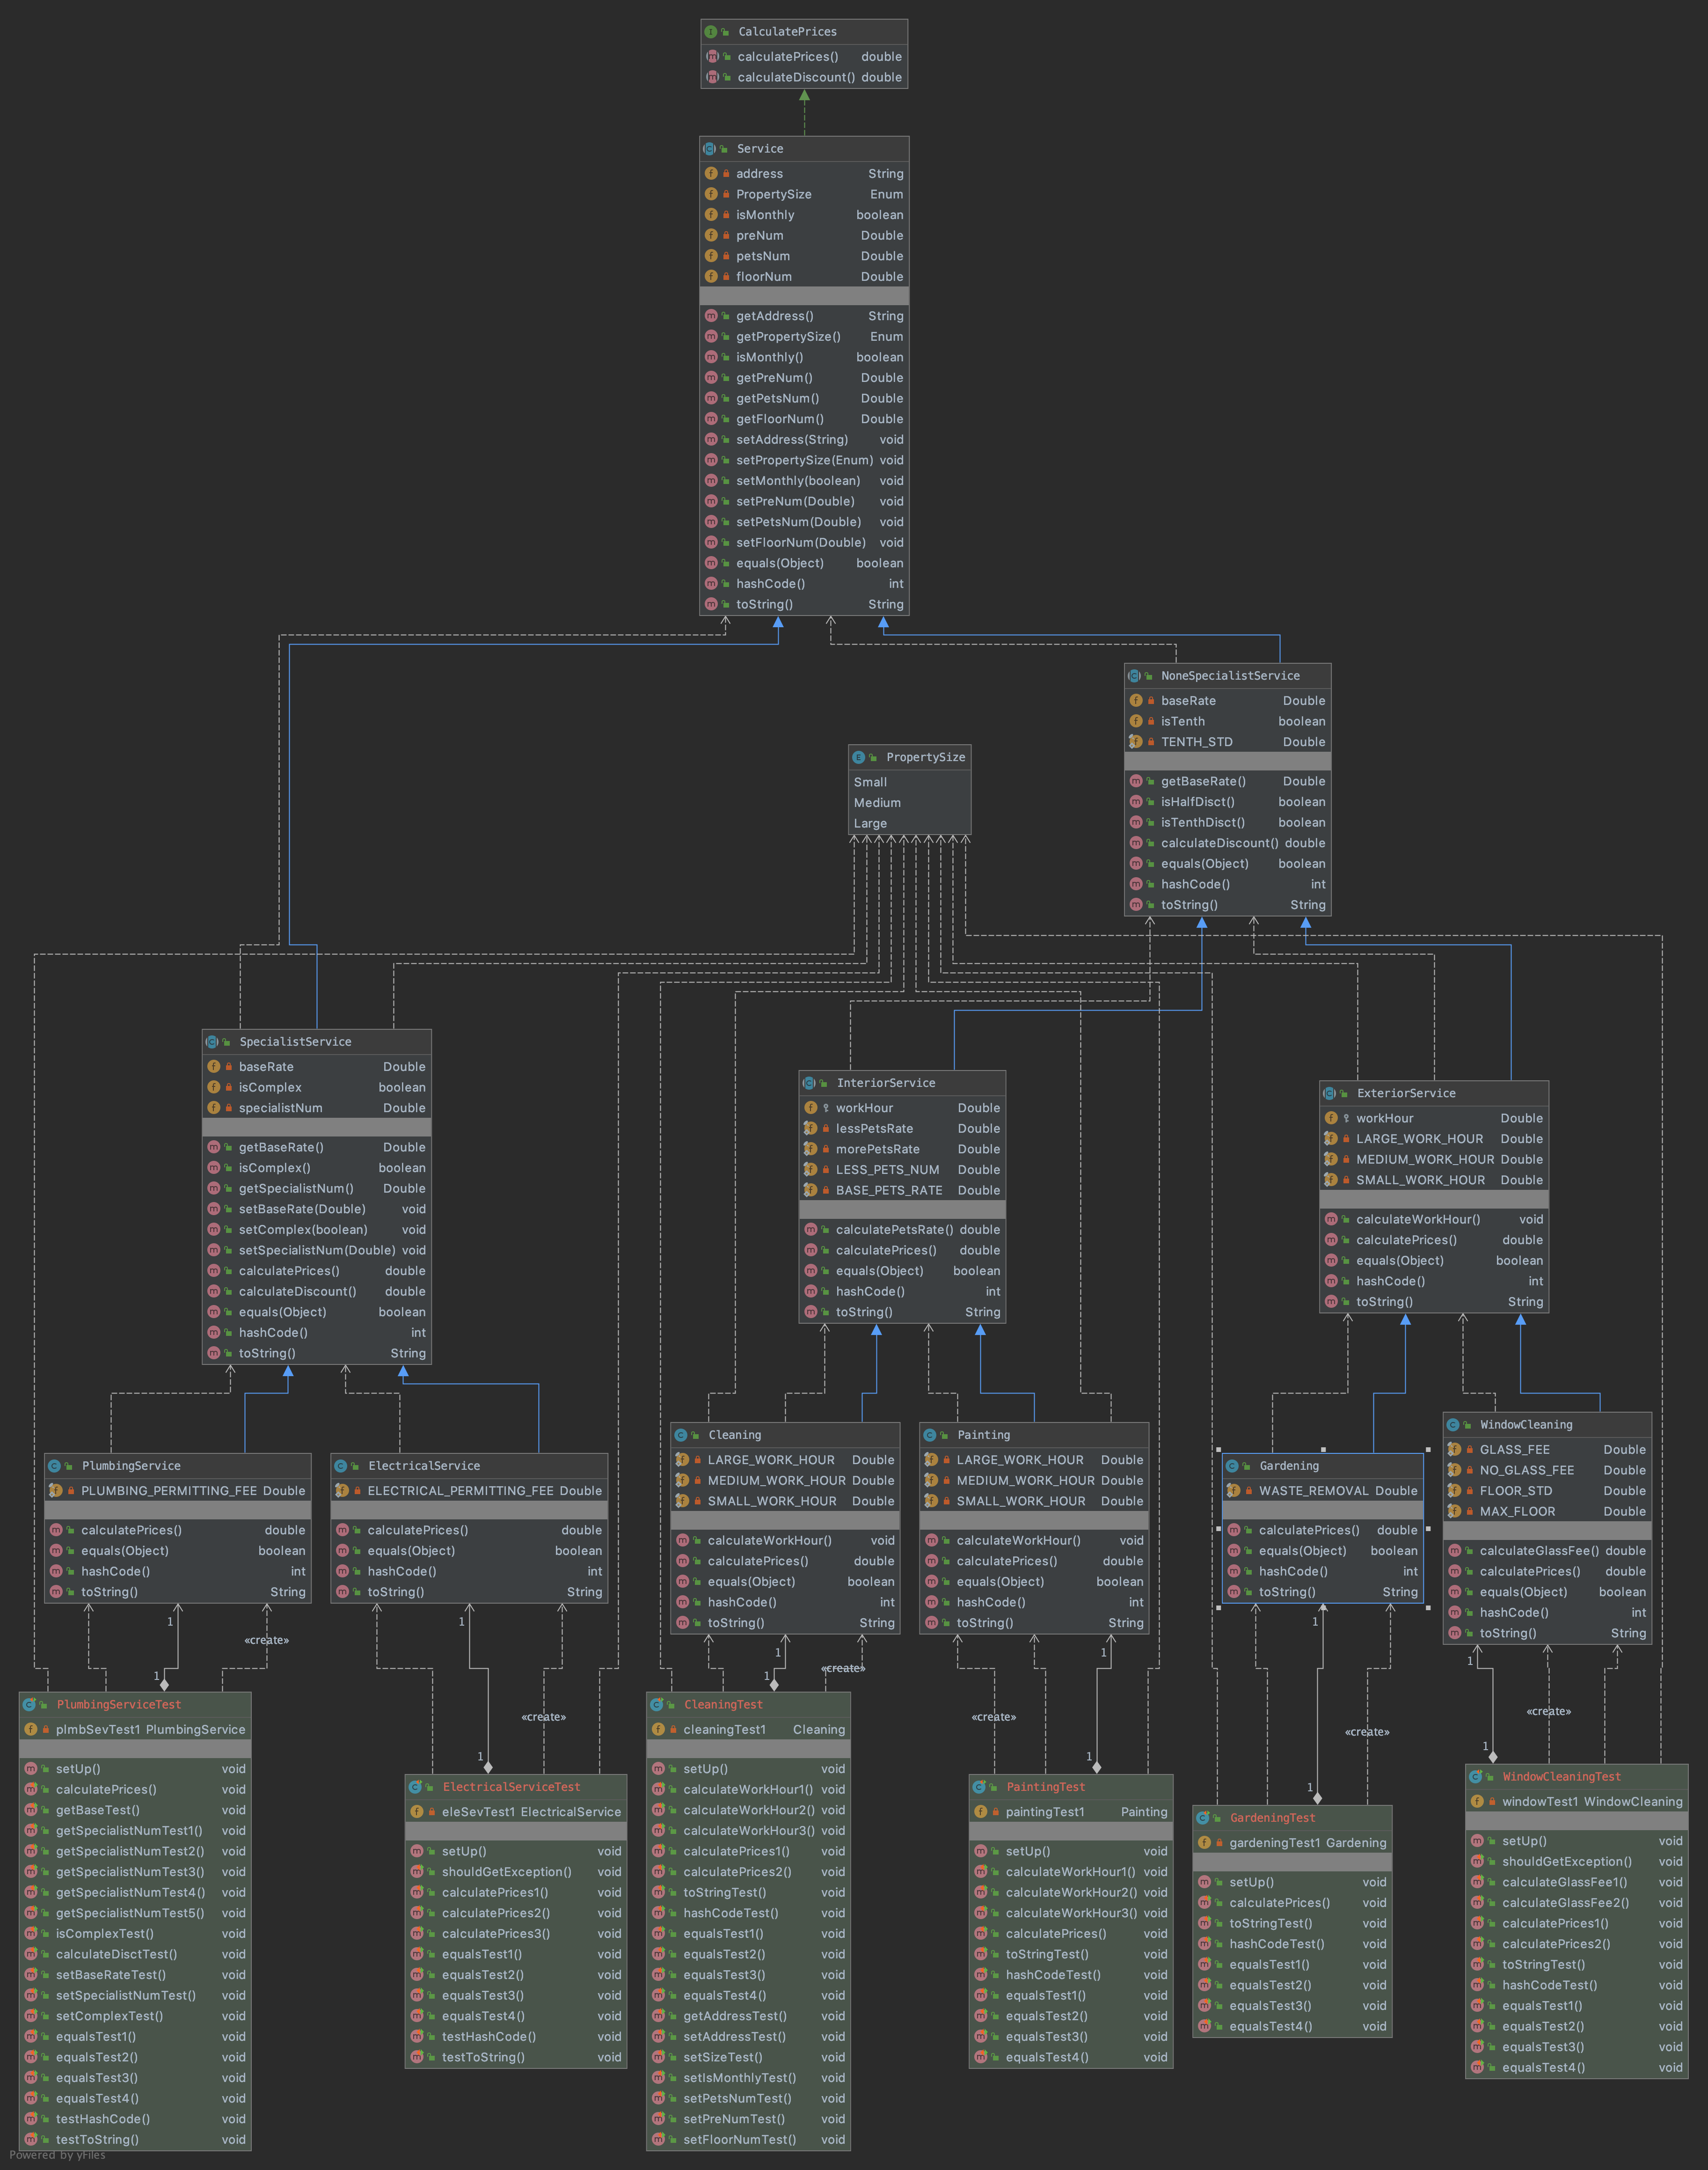 CalculatePrices
calculatePrices() double
calculateDiscount() double
Service
address String
PropertySize Enum
isMonthly boolean
preNum Double
petsNum Double
floorNum Double
getAddress() String
getPropertySize() Enum
isMonthly() boolean
getPreNum() Double
getPetsNum() Double
getFloorNum() Double
setAddress(String) void
setPropertySize(Enum) void
setMonthly(boolean) void
setPreNum(Double) void
setPetsNum(Double) void
setFloorNum(Double) void
equals(Object) boolean
hashCode() int
toString() String
NoneSpecialistService
baseRate Double
isTenth boolean
TENTH_STD Double
getBaseRate() Double
isHalfDisct() boolean
isTenthDisct() boolean
calculateDiscount() double
equals(Object) boolean
hashCode() int
toString() String
PropertySize
Small
Medium
Large
SpecialistService
baseRate Double
isComplex boolean
specialistNum Double
getBaseRate() Double
isComplex() boolean
getSpecialistNum() Double
setBaseRate(Double) void
setComplex(boolean) void
setSpecialistNum(Double) void
calculatePrices() double
calculateDiscount() double
equals(Object) boolean
hashCode() int
toString() String
InteriorService
workHour Double
lessPetsRate Double
morePetsRate Double
LESS_PETS_NUM Double
BASE_PETS_RATE Double
calculatePetsRate() double
calculatePrices() double
equals(Object) boolean
hashCode() int
toString() String
ExteriorService
workHour Double
LARGE_WORK_HOUR Double
MEDIUM_WORK_HOUR Double
SMALL_WORK_HOUR Double
calculateWorkHour() void
calculatePrices() double
equals(Object) boolean
hashCode() int
toString() String
PlumbingService
PLUMBING_PERMITTING_FEE Double
calculatePrices() double
equals(Object) boolean
hashCode() int
toString() String
ElectricalService
ELECTRICAL_PERMITTING_FEE Double
calculatePrices() double
equals(Object) boolean
hashCode() int
toString() String
Cleaning
LARGE_WORK_HOUR Double
MEDIUM_WORK_HOUR Double
SMALL_WORK_HOUR Double
calculateWorkHour() void
calculatePrices() double
equals(Object) boolean
hashCode() int
toString() String
Painting
LARGE_WORK_HOUR Double
MEDIUM_WORK_HOUR Double
SMALL_WORK_HOUR Double
calculateWorkHour() void
calculatePrices() double
equals(Object) boolean
hashCode() int
toString() String
Gardening
WASTE_REMOVAL Double
calculatePrices() double
equals(Object) boolean
hashCode() int
toString() String
WindowCleaning
GLASS_FEE Double
NO_GLASS_FEE Double
FLOOR_STD Double
MAX_FLOOR Double
calculateGlassFee() double
calculatePrices() double
equals(Object) boolean
hashCode() int
toString() String
1
1
«create»
1
1
«create»
1
1
«create»
1
1
«create»
1
1
«create»
1
1
«create»
PlumbingServiceTest
plmbSevTest1 PlumbingService
setUp() void
calculatePrices() void
getBaseTest() void
getSpecialistNumTest1() void
getSpecialistNumTest2() void
getSpecialistNumTest3() void
getSpecialistNumTest4() void
getSpecialistNumTest5() void
isComplexTest() void
calculateDisctTest() void
setBaseRateTest() void
setSpecialistNumTest() void
setComplexTest() void
equalsTest1() void
equalsTest2() void
equalsTest3() void
equalsTest4() void
testHashCode() void
testToString() void
ElectricalServiceTest
eleSevTest1 ElectricalService
setUp() void
shouldGetException() void
calculatePrices1() void
calculatePrices2() void
calculatePrices3() void
equalsTest1() void
equalsTest2() void
equalsTest3() void
equalsTest4() void
testHashCode() void
testToString() void
CleaningTest
cleaningTest1 Cleaning
setUp() void
calculateWorkHour1() void
calculateWorkHour2() void
calculateWorkHour3() void
calculatePrices1() void
calculatePrices2() void
toStringTest() void
hashCodeTest() void
equalsTest1() void
equalsTest2() void
equalsTest3() void
equalsTest4() void
getAddressTest() void
setAddressTest() void
setSizeTest() void
setIsMonthlyTest() void
setPetsNumTest() void
setPreNumTest() void
setFloorNumTest() void
PaintingTest
paintingTest1 Painting
setUp() void
calculateWorkHour1() void
calculateWorkHour2() void
calculateWorkHour3() void
calculatePrices() void
toStringTest() void
hashCodeTest() void
equalsTest1() void
equalsTest2() void
equalsTest3() void
equalsTest4() void
GardeningTest
gardeningTest1 Gardening
setUp() void
calculatePrices() void
toStringTest() void
hashCodeTest() void
equalsTest1() void
equalsTest2() void
equalsTest3() void
equalsTest4() void
WindowCleaningTest
windowTest1 WindowCleaning
setUp() void
shouldGetException() void
calculateGlassFee1() void
calculateGlassFee2() void
calculatePrices1() void
calculatePrices2() void
toStringTest() void
hashCodeTest() void
equalsTest1() void
equalsTest2() void
equalsTest3() void
equalsTest4() void
Powered by yFiles